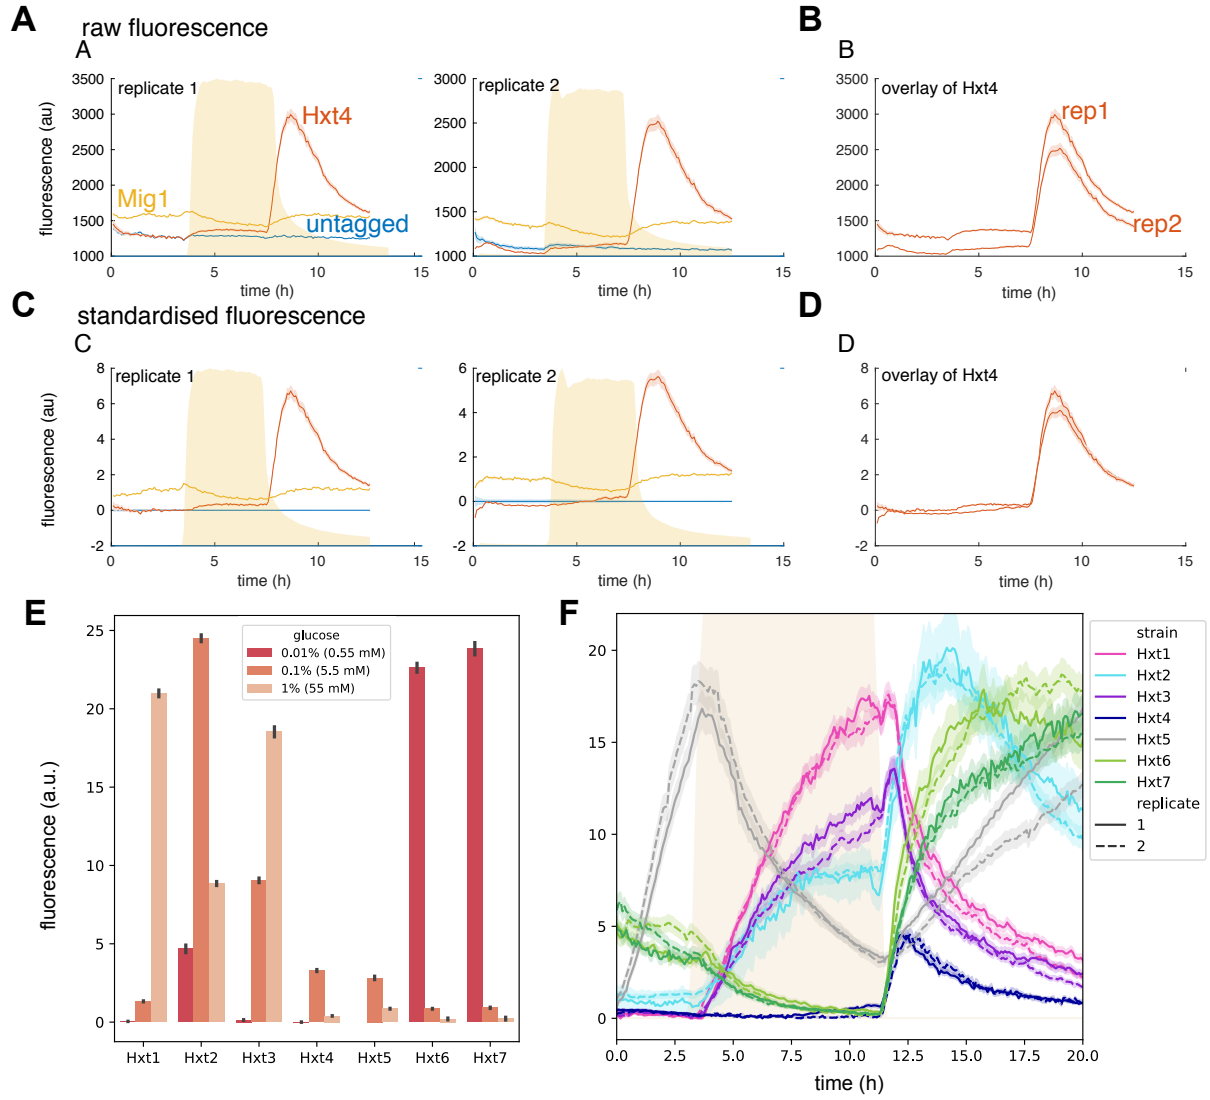 A
raw fluorescence
A
replicate 1
Hxt4
Mig1
untagged
fluorescence (au)
3500
3000
2500
2000
1500
1000
0
5
10
15
time (h)
replicate 2
3000
2500
2000
1500
1000
0
5
10
15
time (h)
B
B
overlay of Hxt4
rep1
rep2
3500
3000
2500
2000
1500
1000
0
5
10
15
time (h)
C
standardised fluorescence
C
replicate 1
fluorescence (au)
8
6
4
2
0
-2
0
5
10
15
time (h)
replicate 2
6
4
2
0
-2
0
5
10
15
time (h)
D
D
overlay of Hxt4
8
6
4
2
0
-2
0
5
10
15
time (h)
E
fluorescence (a.u.)
25
20
15
10
5
0
glucose
0.01% (0.55 mM)
0.1% (5.5 mM)
1% (55 mM)
Hxt1
Hxt2
Hxt3
Hxt4
Hxt5
Hxt6
Hxt7
F
20
15
10
5
0
0.0
2.5
5.0
7.5
10.0
12.5
15.0
17.5
20.0
time (h)
strain
Hxt1
Hxt2
Hxt3
Hxt4
Hxt5
Hxt6
Hxt7
replicate
1
2